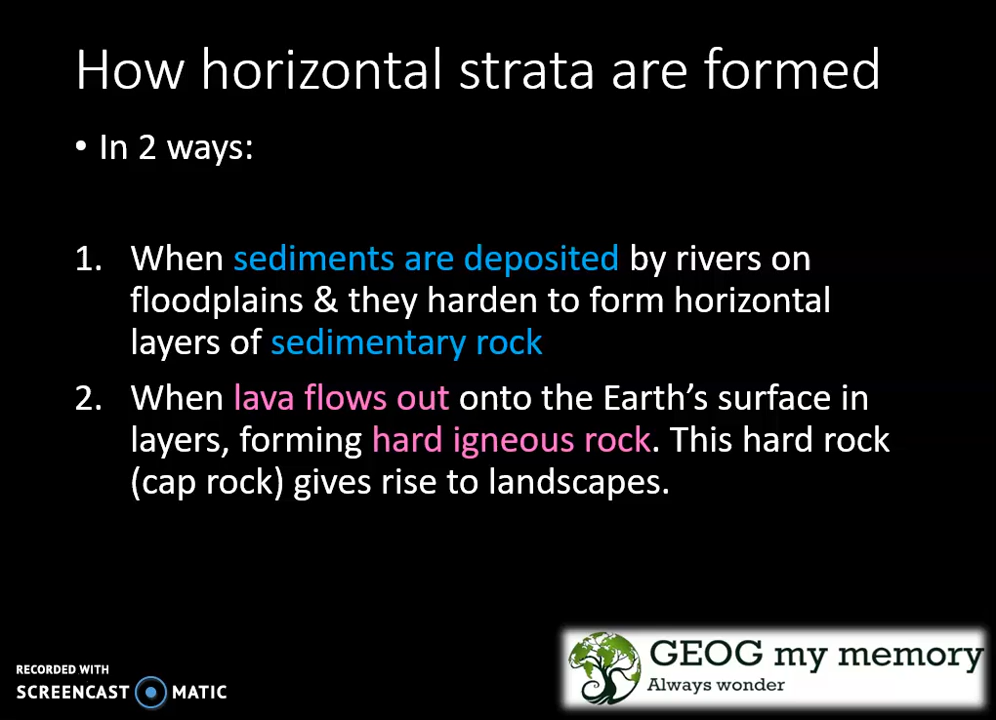 How horizontal strata are formed
• In 2 ways:
1. When sediments are deposited by rivers on
floodplains & they harden to form horizontal
layers of sedimentary rock
2. When lava flows out onto the Earth's surface in
layers, forming hard igneous rock. This hard rock
(cap rock) gives rise to landscapes.
RECORDED WITH
SCREENCAST MATIC
GEOG my memory
Always wonder